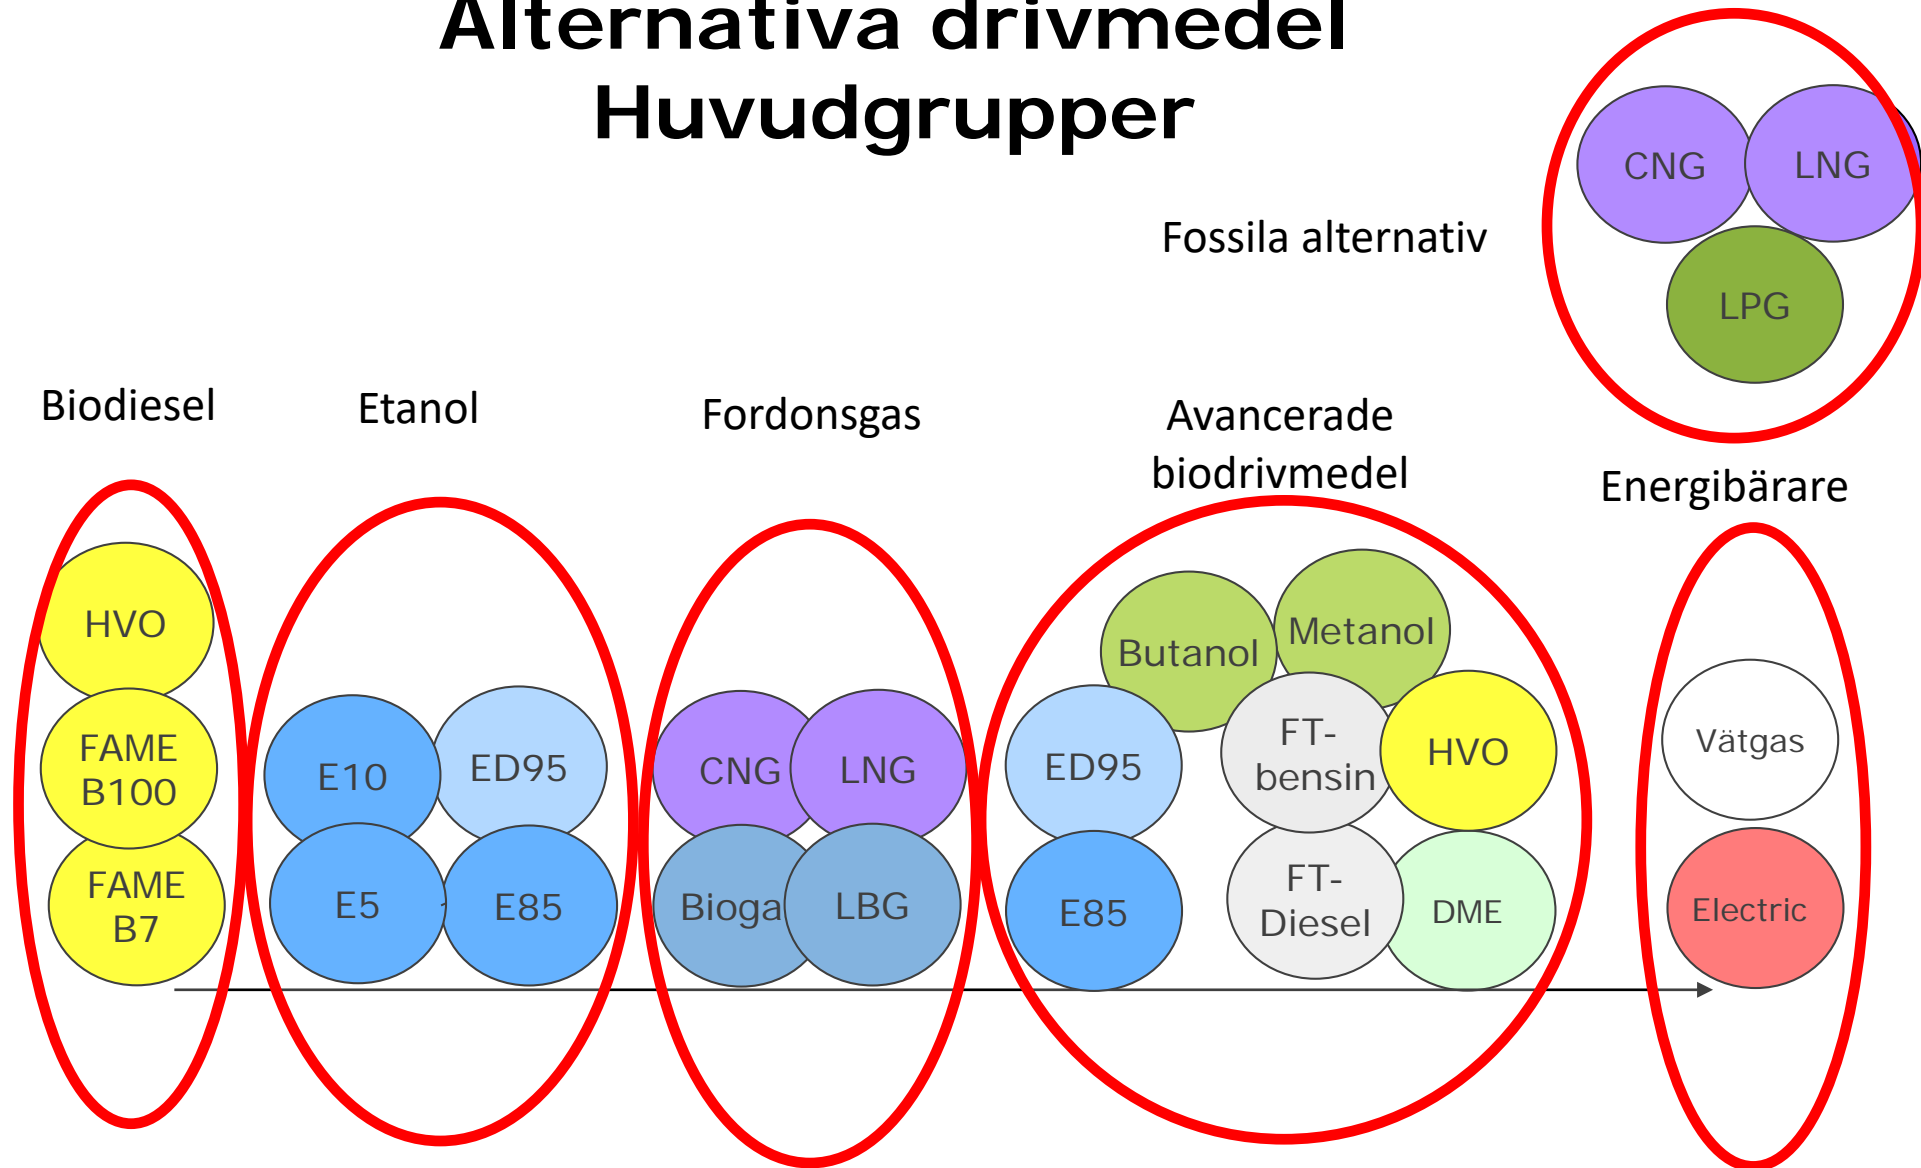 Alternativa drivmedel
Huvudgrupper
CNG
LNG
Fossila alternativ
LPG
Biodiesel
Etanol
Fordonsgas
Avancerade
biodrivmedel
Energibärare
HVO
FAME
B100
FAME
B7
E10
ED95
E5
E85
CNG
LNG
Bioga
LBG
Butanol
Metanol
ED95
FT-
bensin
HVO
E85
FT-
Diesel
DME
Vätgas
Electric